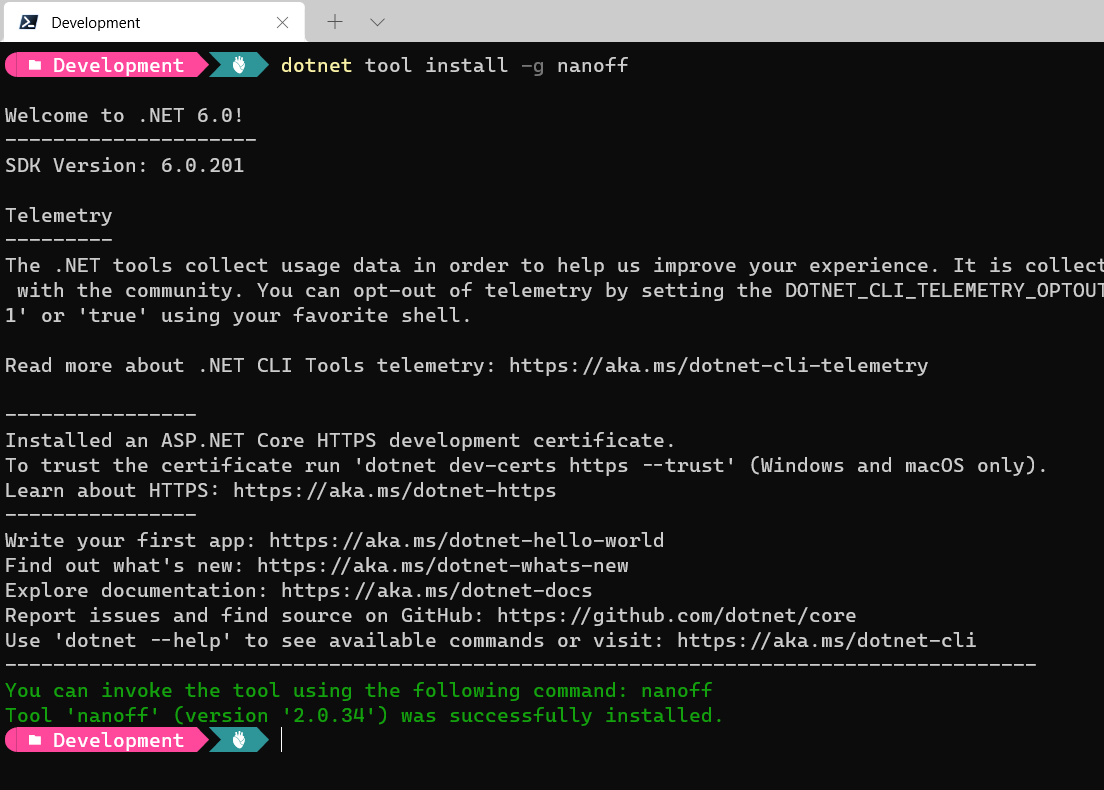 Development
Development dotnet tool install -g nanoff
Welcome to .NET 6.0!
---------------------
SDK Version: 6.0.201
Telemetry
---------
The .NET tools collect usage data in order to help us improve your experience. It is collect
with the community. You can opt-out of telemetry by setting the DOTNET_CLI_TELEMETRY_OPTOUT
1' or 'true' using your favorite shell.
Read more about .NET CLI Tools telemetry: https://aka.ms/dotnet-cli-telemetry
----------------
Installed an ASP.NET Core HTTPS development certificate.
To trust the certificate run 'dotnet dev-certs https --trust' (Windows and macOS only).
Learn about HTTPS: https://aka.ms/dotnet-https
----------------
Write your first app: https://aka.ms/dotnet-hello-world
Find out what's new: https://aka.ms/dotnet-whats-new
Explore documentation: https://aka.ms/dotnet-docs
Report issues and find source on GitHub: https://github.com/dotnet/core
Use 'dotnet --help' to see available commands or visit: https://aka.ms/dotnet-cli
--------------------------------------------------------------------------------------
You can invoke the tool using the following command: nanoff
Tool 'nanoff' (version '2.0.34') was successfully installed.
Development